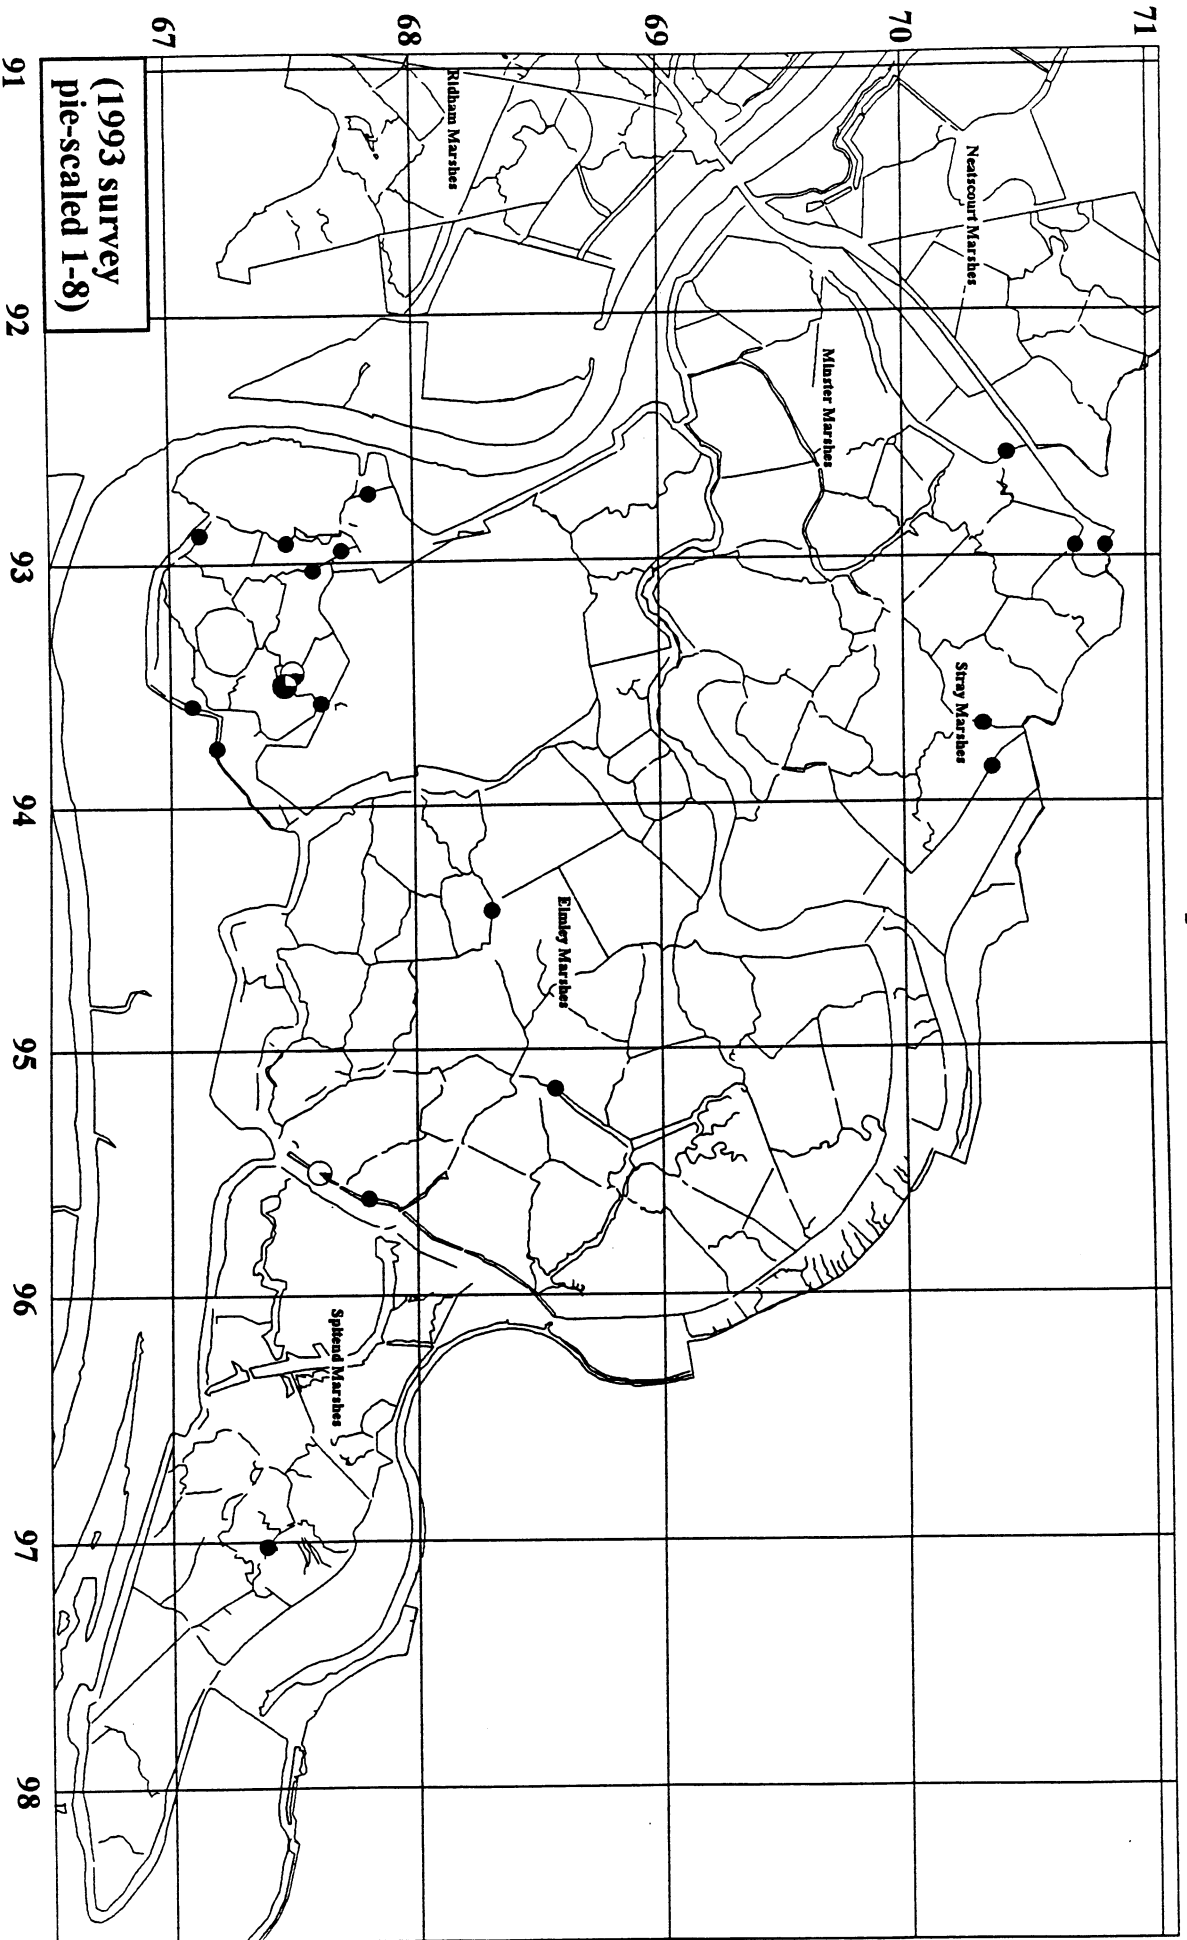 71
70
69
68
67
91
92
93
94
95
96
97
98
Neatscourt Marshes
Ridham Marshes
Minster Marshes
Stray Marshes
Elmley Marshes
Spitend Marshes
(1993 survey
pie-scaled 1-8)